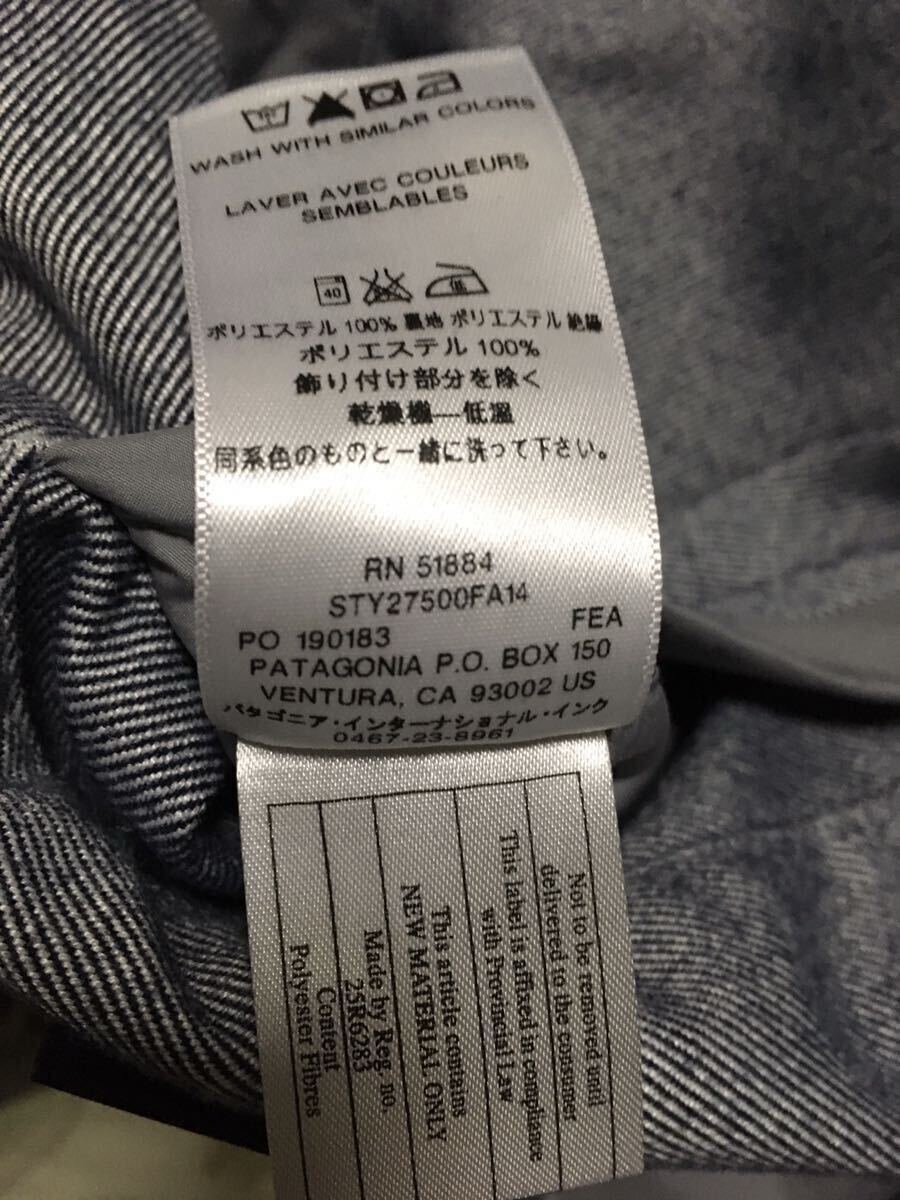 WASH WITH SIMILAR COLORS
LAVER AVEC COULEURS
SEMBLABLES
40 低
ポリエステル 100% 裏地 ポリエステル 絶縁
ポリエステル 100%
飾り付け部分を除く
乾燥機―低温
同系色のものと一緒に洗って下さい。
RN 51884
STY27500FA14
PO 190183 FEA
PATAGONIA P.O. BOX 150
VENTURA, CA 93002 US
パタゴニア・インターナショナル・インク
0467-23-8961
Not to be removed until
delivered to the consumer
This label is affixed in compliance
with Provincial Law
This article contains
NEW MATERIAL ONLY
Made by Reg. no.
25R6283
Content
Polyester Fibres